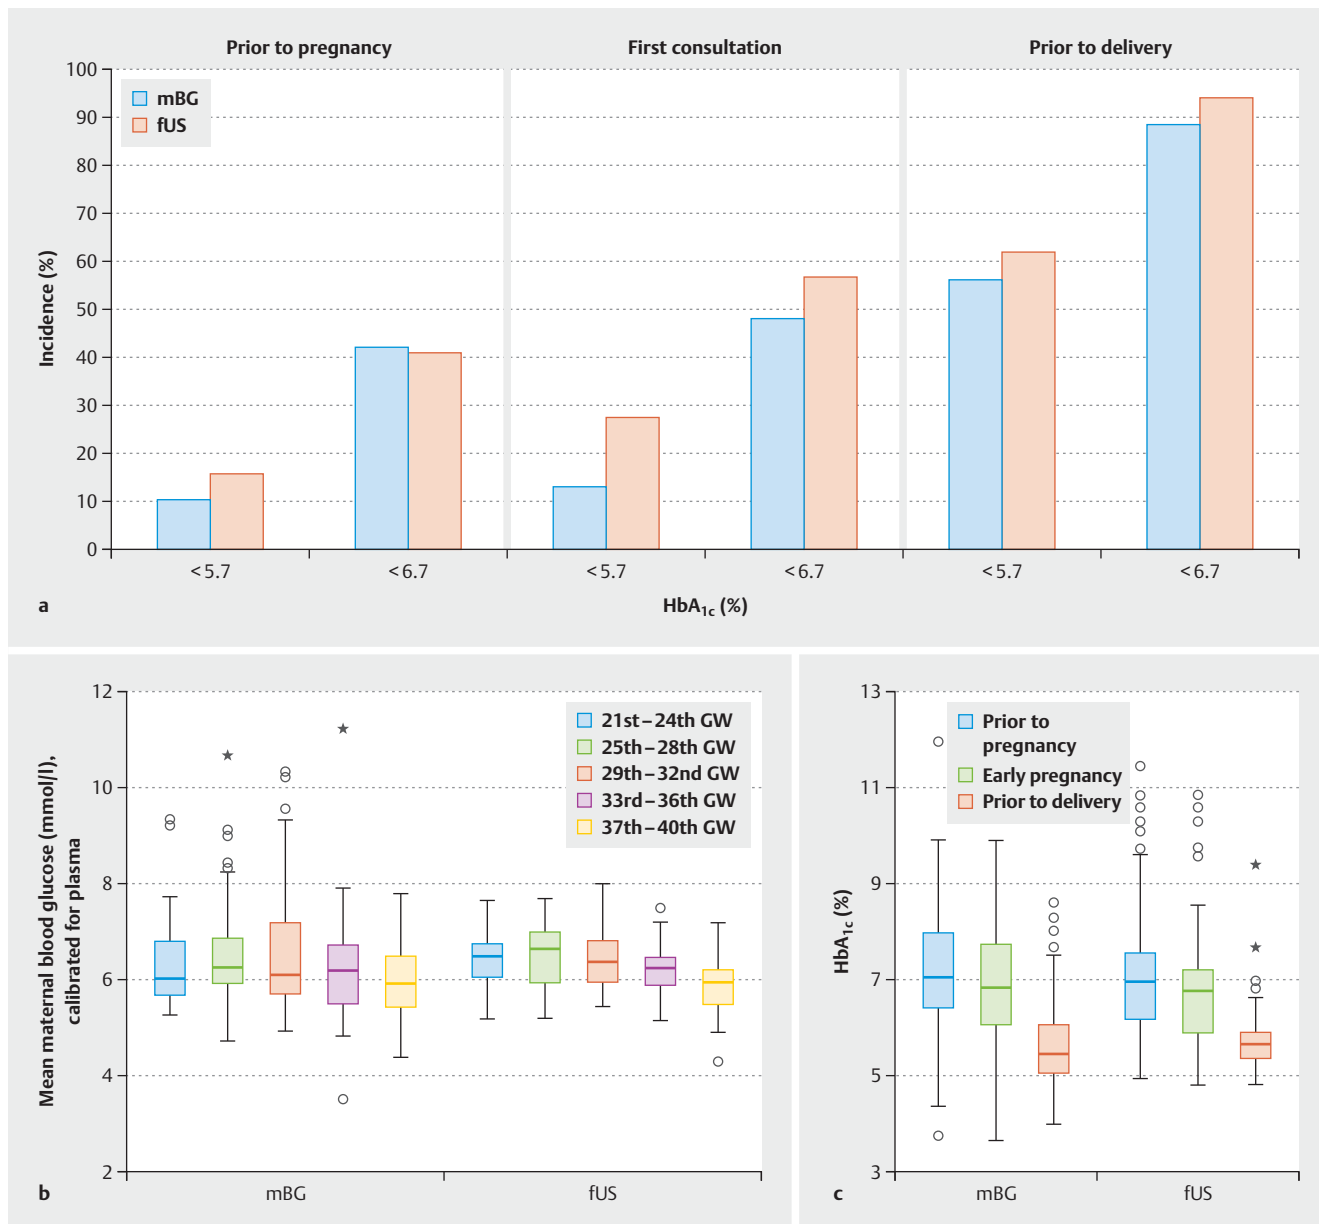 Prior to pregnancy First consultation Prior to delivery
100
90
80
70
60
50
40
30
20
10
0
Incidence (%)
mBG
fUS
<5.7 <6.7 <5.7 <6.7 <5.7 <6.7
HbA1c (%)
a
12
10
8
6
4
2
Mean maternal blood glucose (mmol/l),
calibrated for plasma
21st–24th GW
25th–28th GW
29th–32nd GW
33rd–36th GW
37th–40th GW
mBG fUS
b
13
11
9
7
5
3
HbA1c (%)
Prior to
pregnancy
Early pregnancy
Prior to delivery
mBG fUS
c